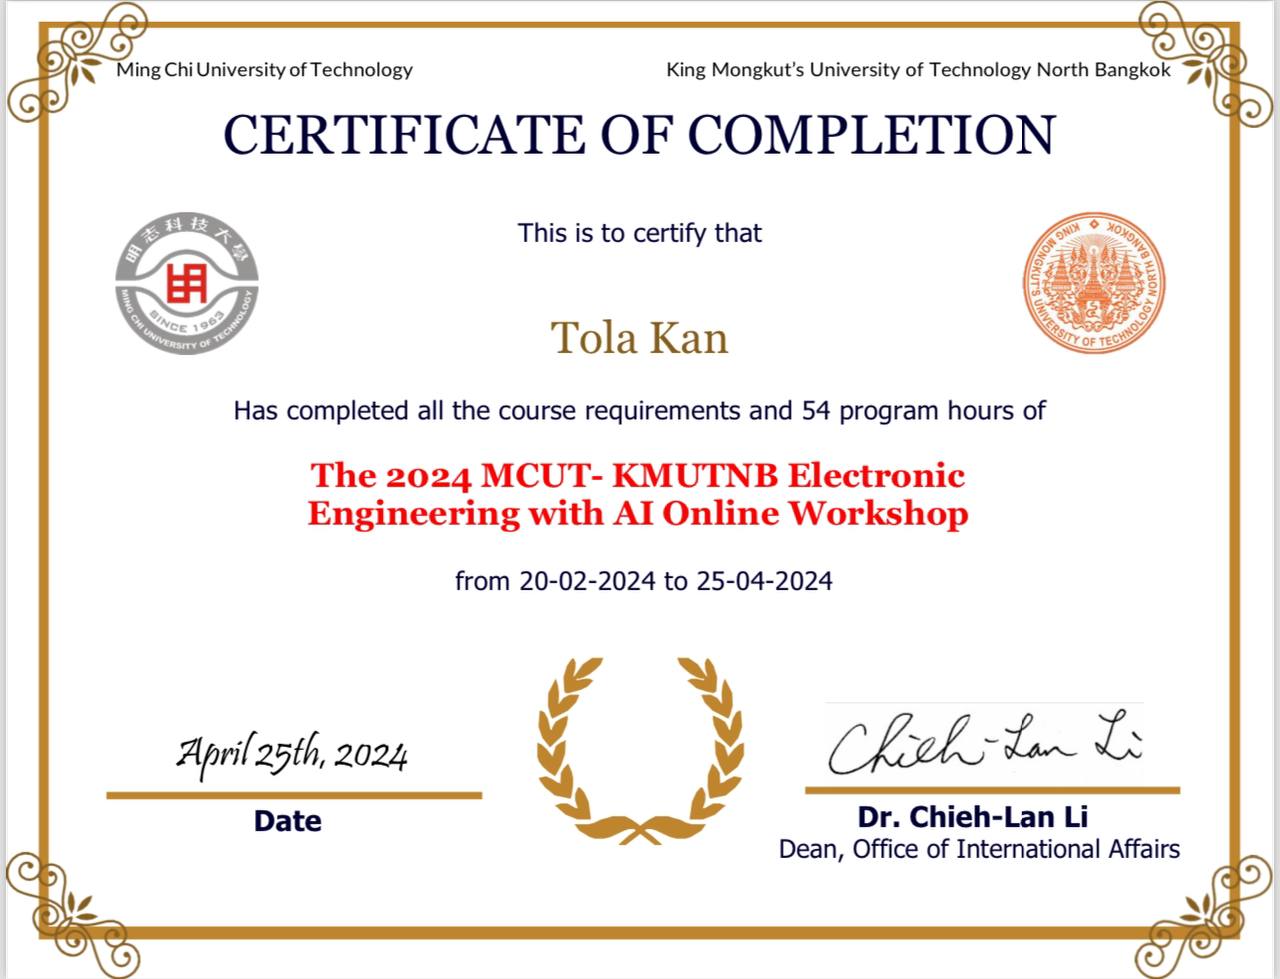 Ming Chi University of Technology
King Mongkut’s University of Technology North Bangkok
CERTIFICATE OF COMPLETION
明志科技大學
SINCE 1963
MING CHI UNIVERSITY OF TECHNOLOGY
This is to certify that
KING MONGKUT'S UNIVERSITY OF TECHNOLOGY NORTH BANGKOK
Tola Kan
Has completed all the course requirements and 54 program hours of
The 2024 MCUT- KMUTNB Electronic
Engineering with AI Online Workshop
from 20-02-2024 to 25-04-2024
April 25th, 2024
Date
Chieh-Lan Li
Dr. Chieh-Lan Li
Dean, Office of International Affairs